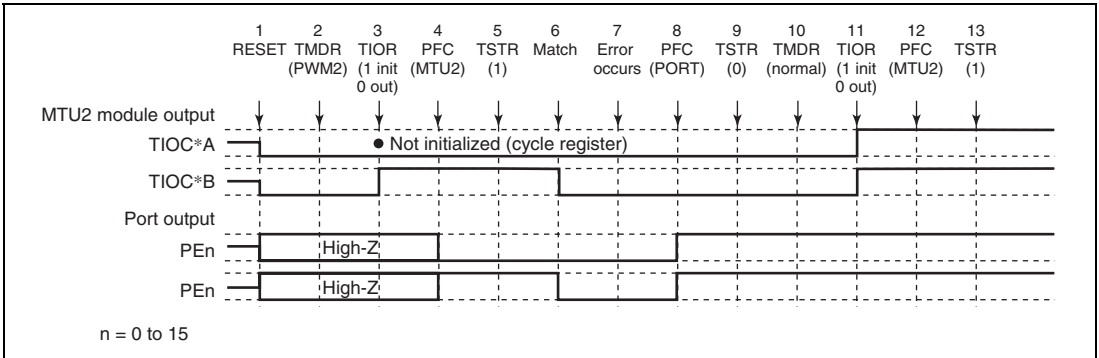 1 2 3 4 5 6 7 8 9 10 11 12 13
RESET TMDR TIOR PFC TSTR Match Error PFC TSTR TMDR TIOR PFC TSTR
(PWM2) (1 init (MTU2) (1) occurs (PORT) (0) (normal) (1 init (MTU2) (1)
0 out) 0 out)
MTU2 module output
TIOC*A
● Not initialized (cycle register)
TIOC*B
Port output
PEn
High-Z
PEn
High-Z
n = 0 to 15